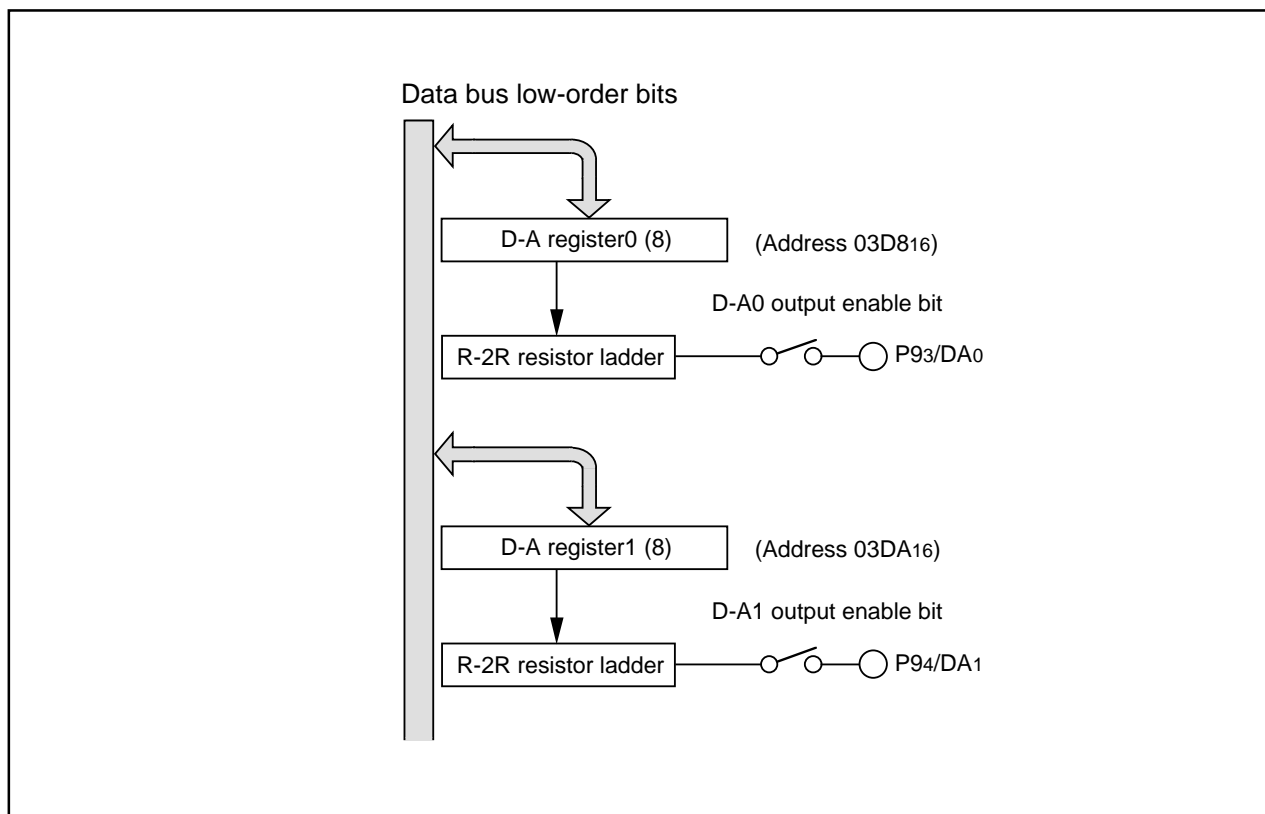 Data bus low-order bits
D-A register0 (8)
(Address 03D816)
D-A0 output enable bit
R-2R resistor ladder
P93/DA0
D-A register1 (8)
(Address 03DA16)
D-A1 output enable bit
R-2R resistor ladder
P94/DA1